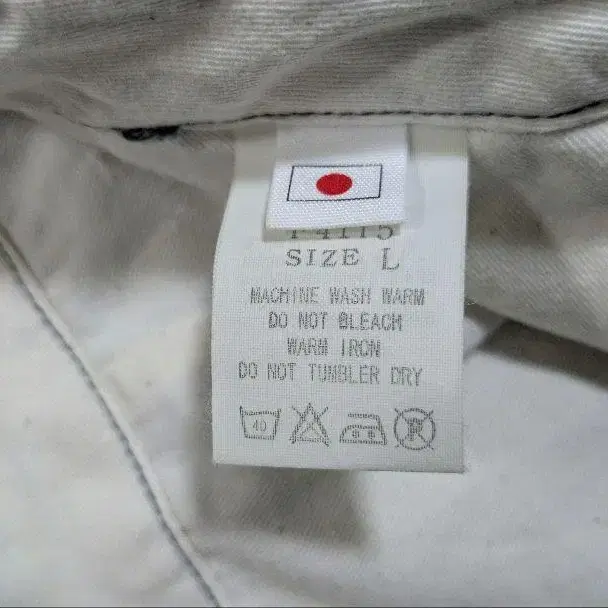 P4115
SIZE L
MACHINE WASH WARM
DO NOT BLEACH
WARM IRON
DO NOT TUMBLER DRY
40